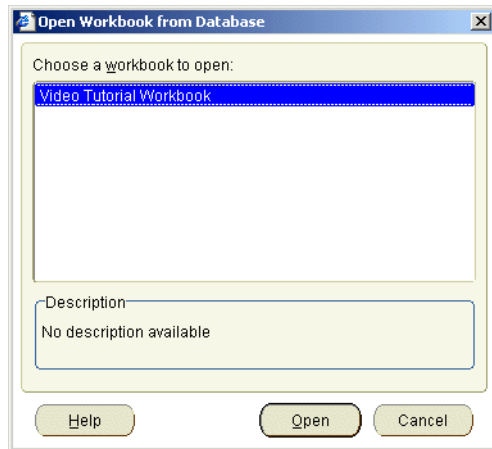 Open Workbook from Database
Choose a workbook to open:
Video Tutorial Workbook
Description
No description available
Help Open Cancel